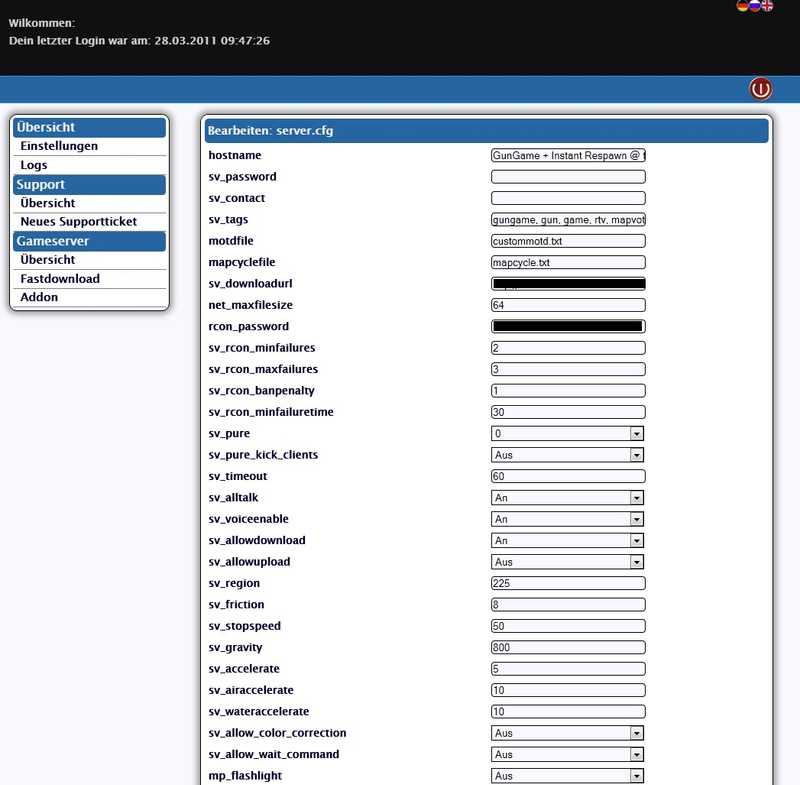 Wilkommen:
Dein letzter Login war am: 28.03.2011 09:47:26
Übersicht
Einstellungen
Logs
Support
Übersicht
Neues Supportticket
Gameserver
Übersicht
Fastdownload
Addon
Bearbeiten: server.cfg
hostname GunGame + Instant Respawn @
sv_password
sv_contact
sv_tags gungame, gun, game, rtv, mapvot
motdfile custommotd.txt
mapcyclefile mapcycle.txt
sv_downloadurl
net_maxfilesize 64
rcon_password
sv_rcon_minfailures 2
sv_rcon_maxfailures 3
sv_rcon_banpenalty 1
sv_rcon_minfailuretime 30
sv_pure 0
sv_pure_kick_clients Aus
sv_timeout 60
sv_alltalk An
sv_voiceenable An
sv_allowdownload An
sv_allowupload Aus
sv_region 225
sv_friction 8
sv_stopspeed 50
sv_gravity 800
sv_accelerate 5
sv_airaccelerate 10
sv_wateraccelerate 10
sv_allow_color_correction Aus
sv_allow_wait_command Aus
mp_flashlight Aus